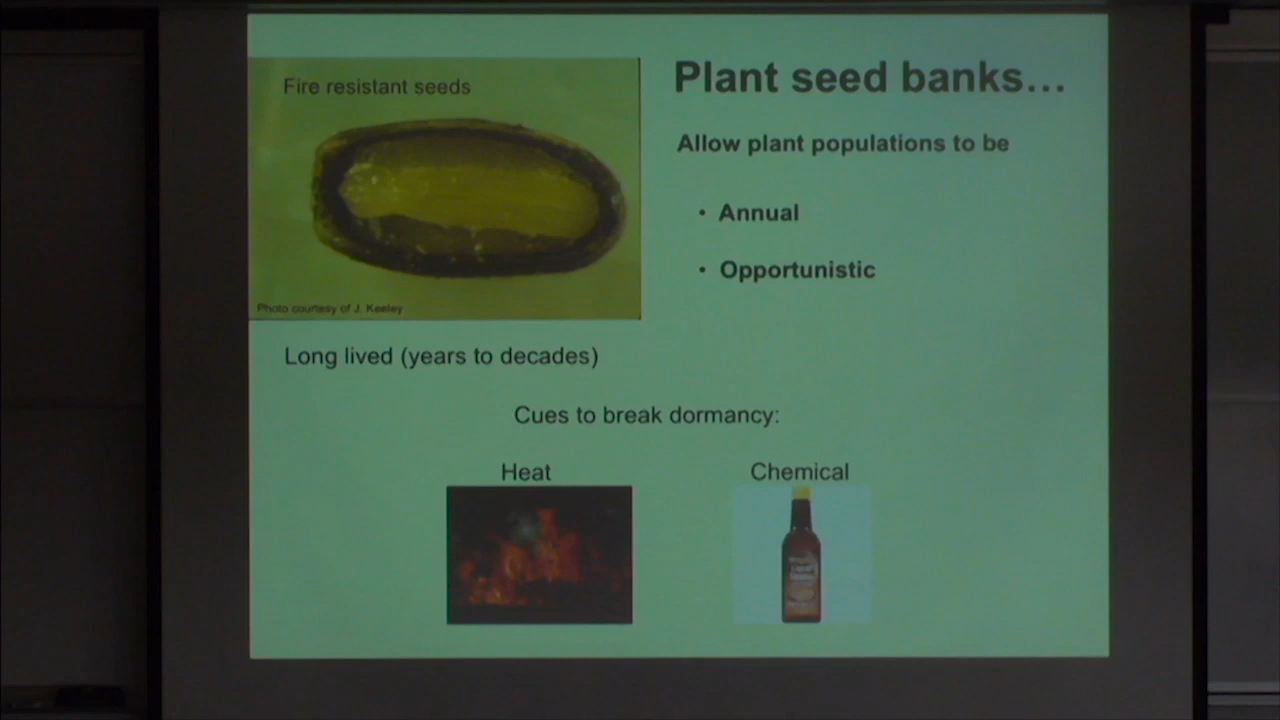 Fire resistant seeds
Photo courtesy of J. Keeley
Long lived (years to decades)
Plant seed banks...
Allow plant populations to be
• Annual
• Opportunistic
Cues to break dormancy:
Heat
Chemical